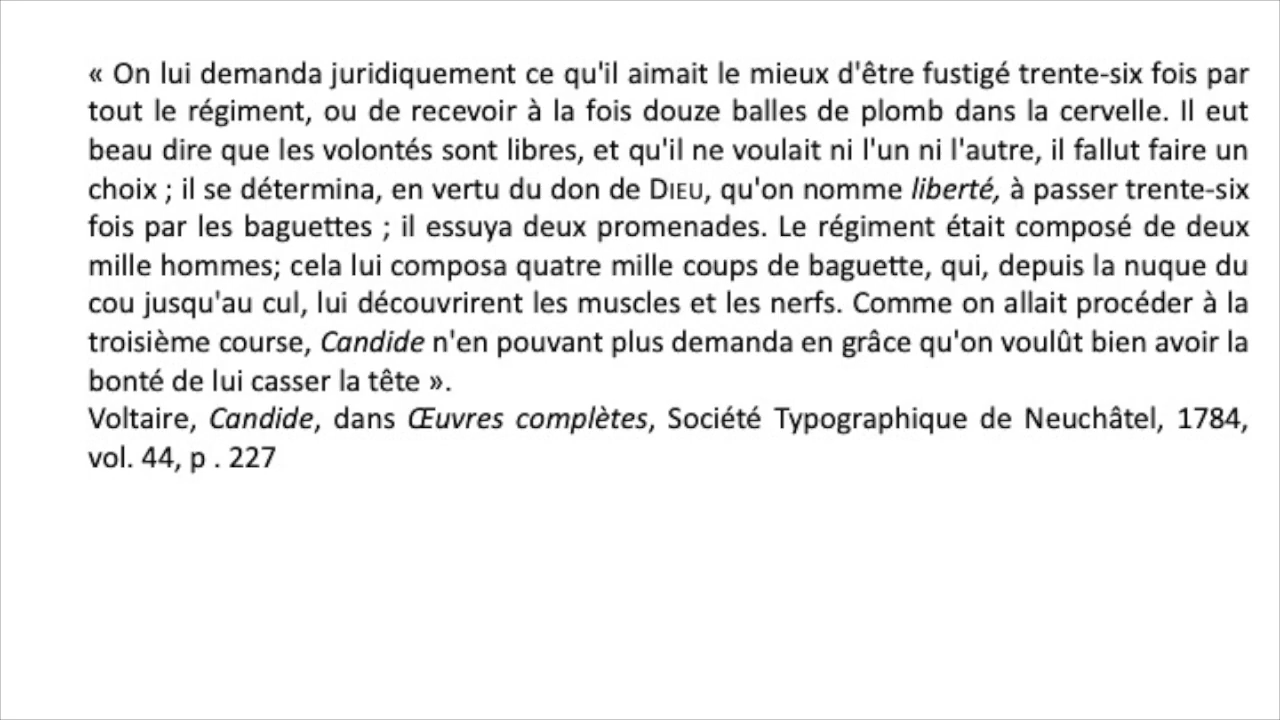 « On lui demanda juridiquement ce qu'il aimait le mieux d'être fustigé trente-six fois par
tout le régiment, ou de recevoir à la fois douze balles de plomb dans la cervelle. Il eut
beau dire que les volontés sont libres, et qu'il ne voulait ni l'un ni l'autre, il fallut faire un
choix ; il se détermina, en vertu du don de DIEU, qu'on nomme liberté, à passer trente-six
fois par les baguettes ; il essuya deux promenades. Le régiment était composé de deux
mille hommes; cela lui composa quatre mille coups de baguette, qui, depuis la nuque du
cou jusqu'au cul, lui découvrirent les muscles et les nerfs. Comme on allait procéder à la
troisième course, Candide n'en pouvant plus demanda en grâce qu'on voulût bien avoir la
bonté de lui casser la tête ».
Voltaire, Candide, dans Œuvres complètes, Société Typographique de Neuchâtel, 1784,
vol. 44, p . 227